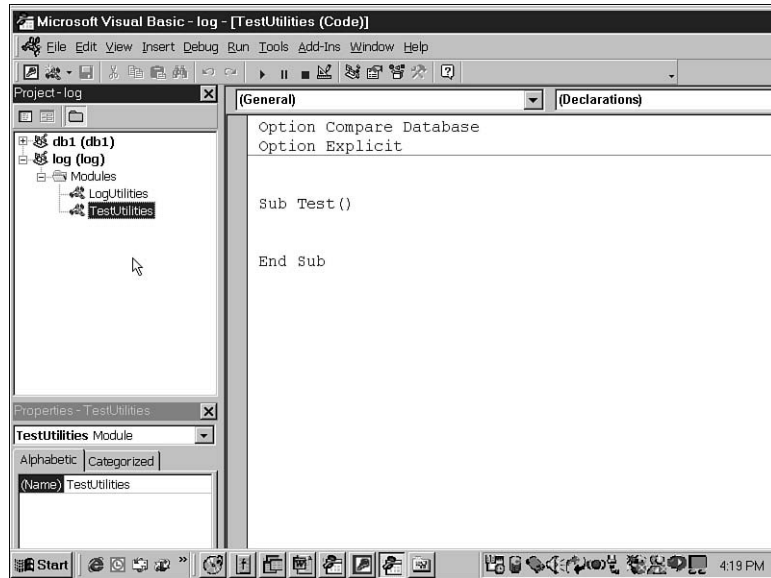 Microsoft Visual Basic - log - [TestUtilities (Code)]
File Edit View Insert Debug Run Tools Add-Ins Window Help
Project - log
(General)
(Declarations)
db1 (db1)
log (log)
Modules
LogUtilities
TestUtilities
Option Compare Database
Option Explicit
Sub Test()
End Sub
Properties - TestUtilities
TestUtilities Module
Alphabetic Categorized
(Name) TestUtilities
Start
4:19 PM